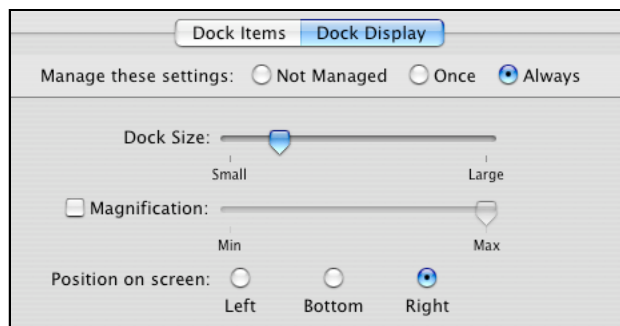 Dock Items Dock Display
Manage these settings: Not Managed Once Always
Dock Size:
Small Large
Magnification:
Min Max
Position on screen:
Left Bottom Right